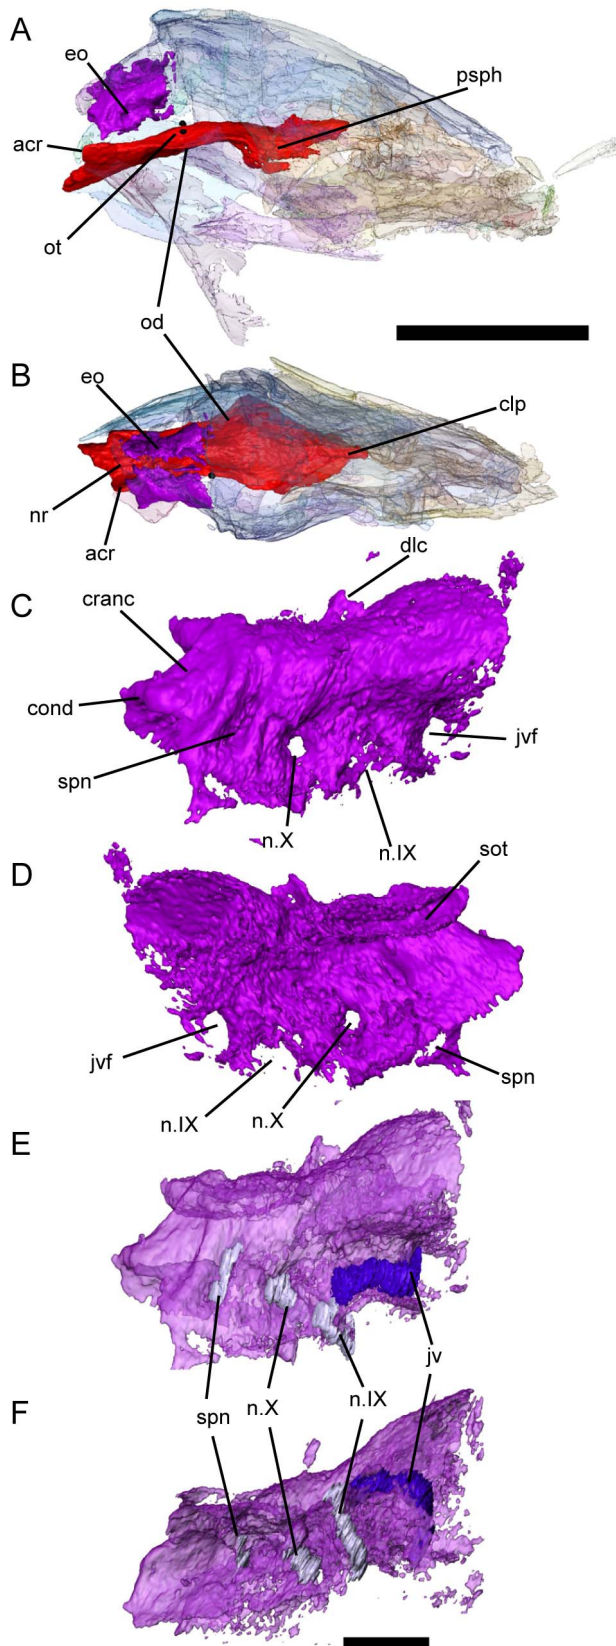 A
eo
psph
acr
ot
od
B
eo
clp
nr
acr
dlc
C
cranc
cond
jvf
spn
n.X
n.IX
sot
D
jvf
spn
n.IX
n.X
E
jv
n.IX
n.X
spn
F